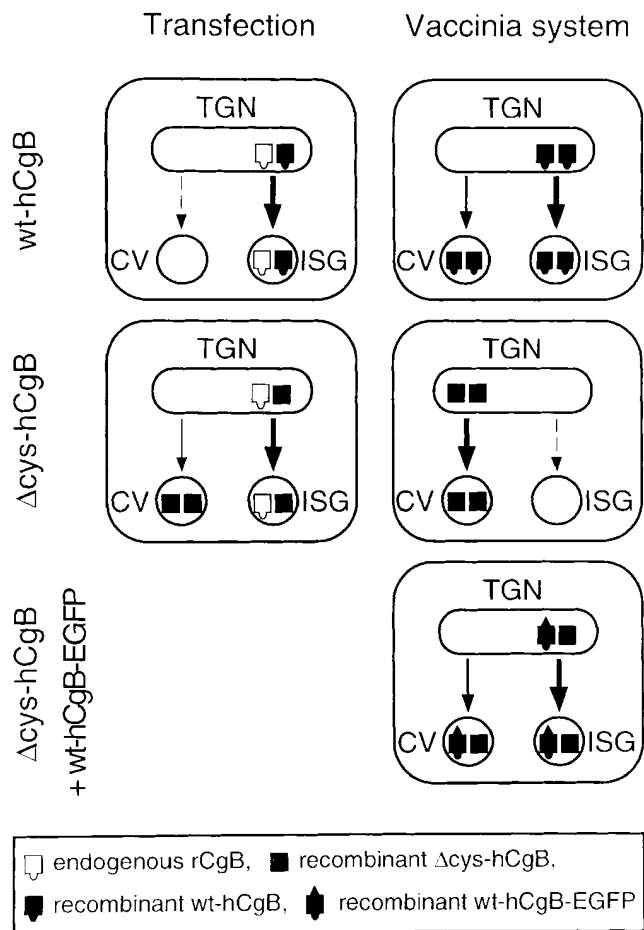 Transfection Vaccinia system
wt-hCgB
TGN TGN
CV ISG CV ISG
Δcys-hCgB
TGN TGN
CV ISG CV ISG
Δcys-hCgB
+ wt-hCgB-EGFP
TGN
CV ISG
endogenous rCgB, recombinant Δcys-hCgB,
recombinant wt-hCgB, recombinant wt-hCgB-EGFP